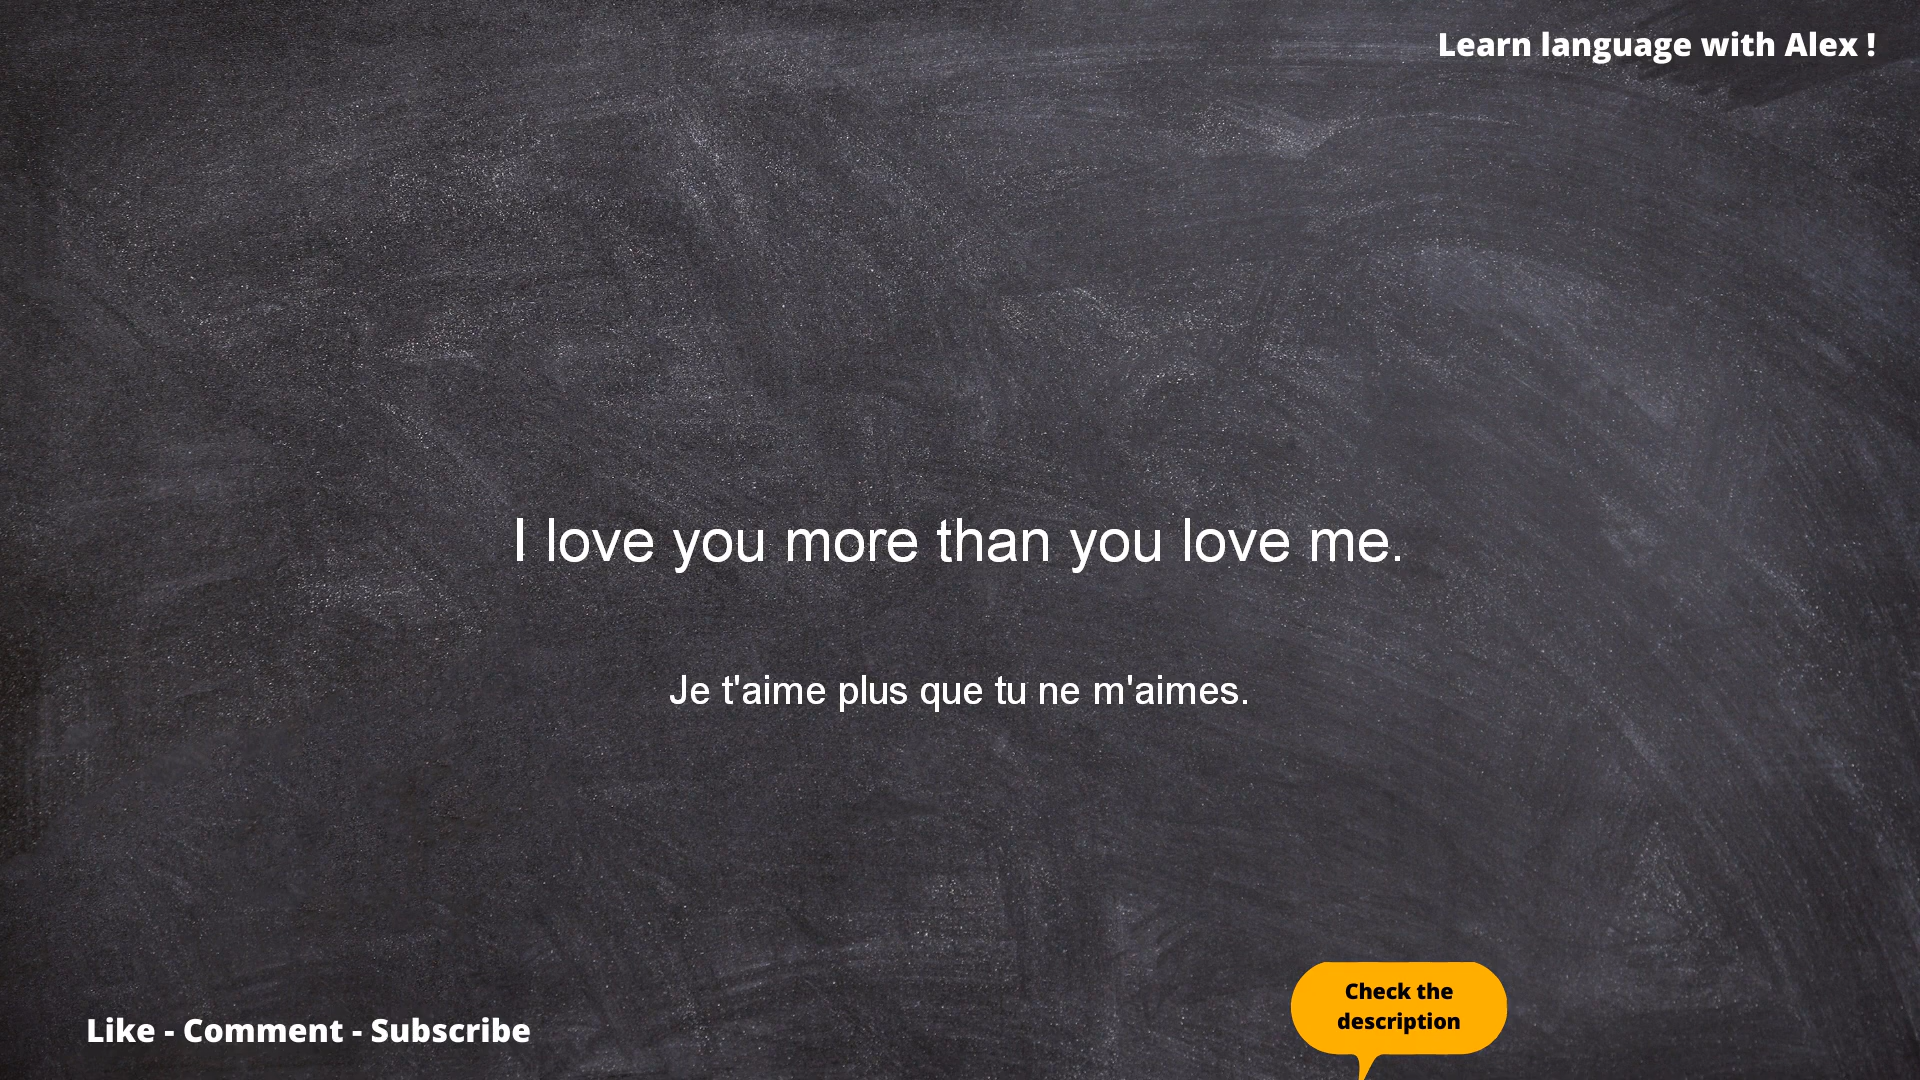 Learn language with Alex !
I love you more than you love me.
Je t'aime plus que tu ne m'aimes.
Check the
description
Like - Comment - Subscribe